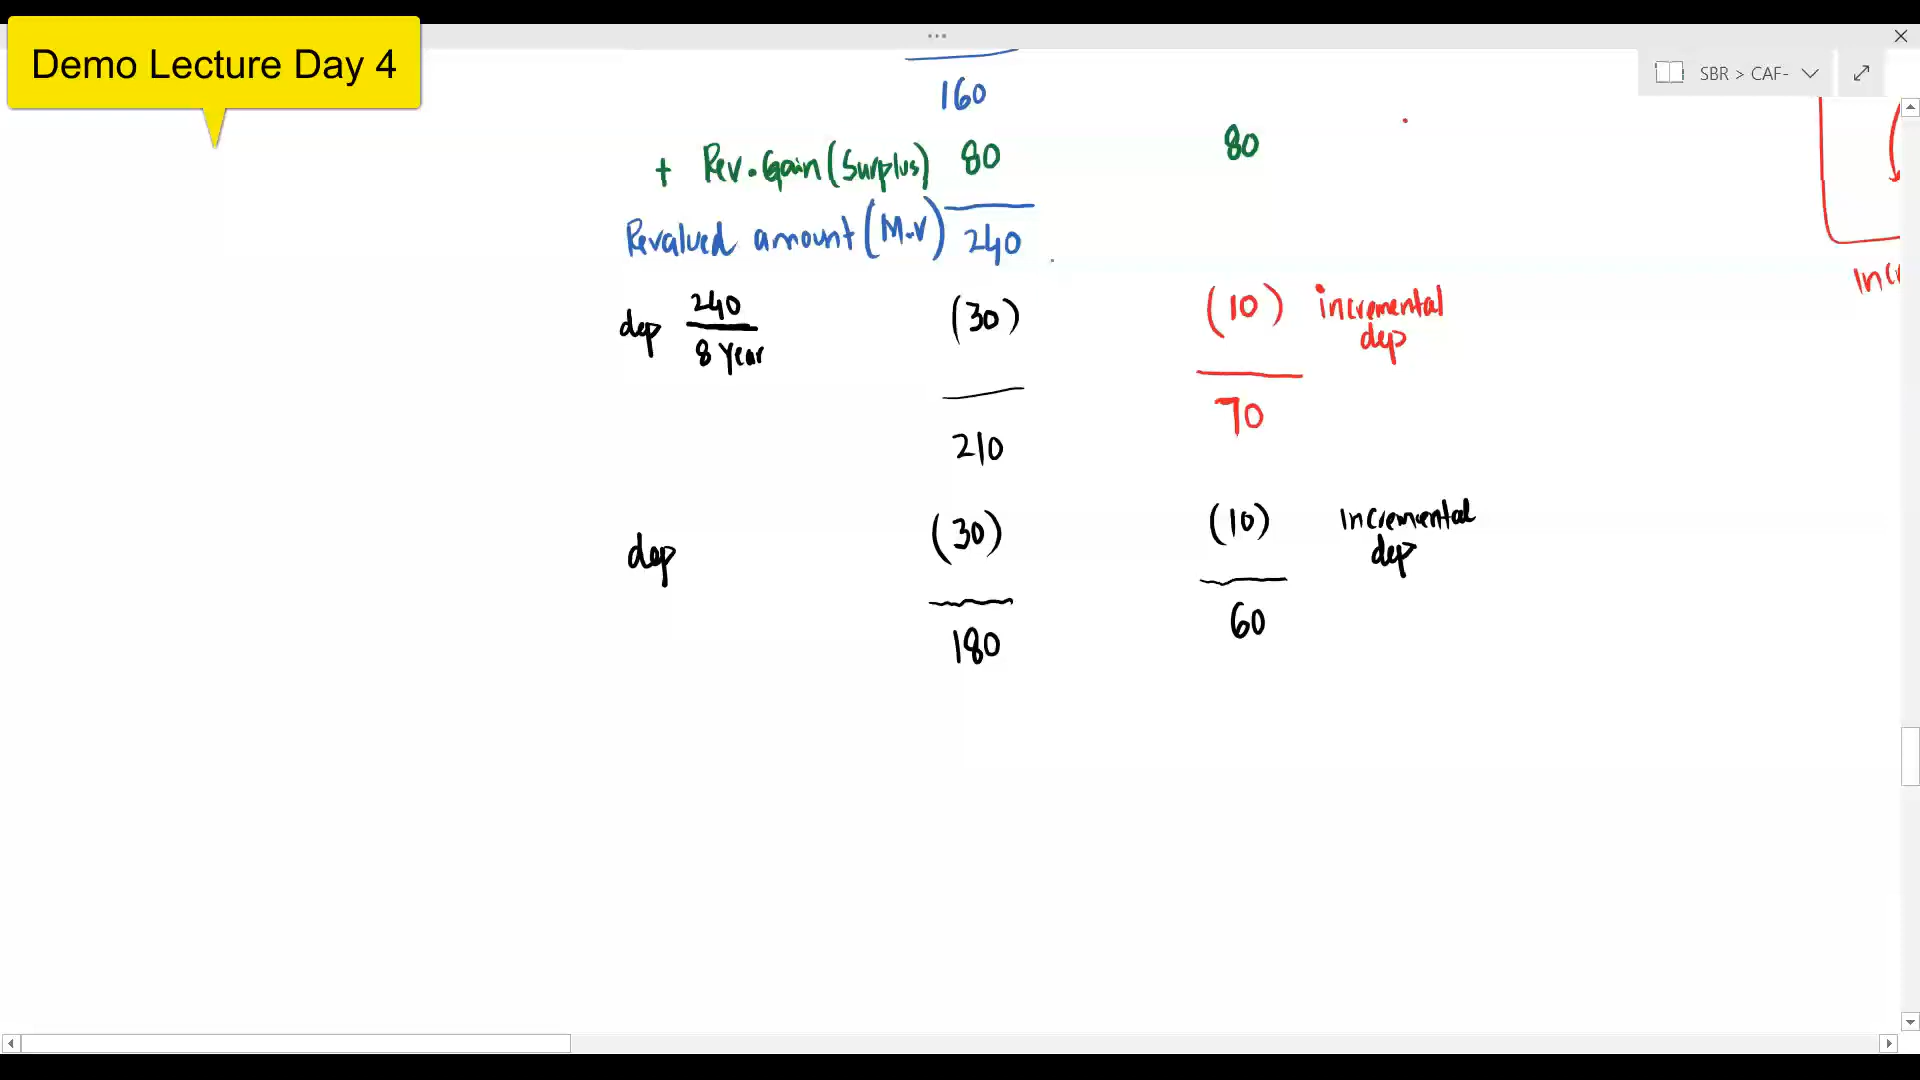 Demo Lecture Day 4
SBR > CAF-
160
+ Rev.Gain (Surplus) 80 80
Revalued amount (M.V) 240
dep 240 (30) (10) incremental
8 Year dep
210 70
dep (30) (10) Incremental
dep
180 60